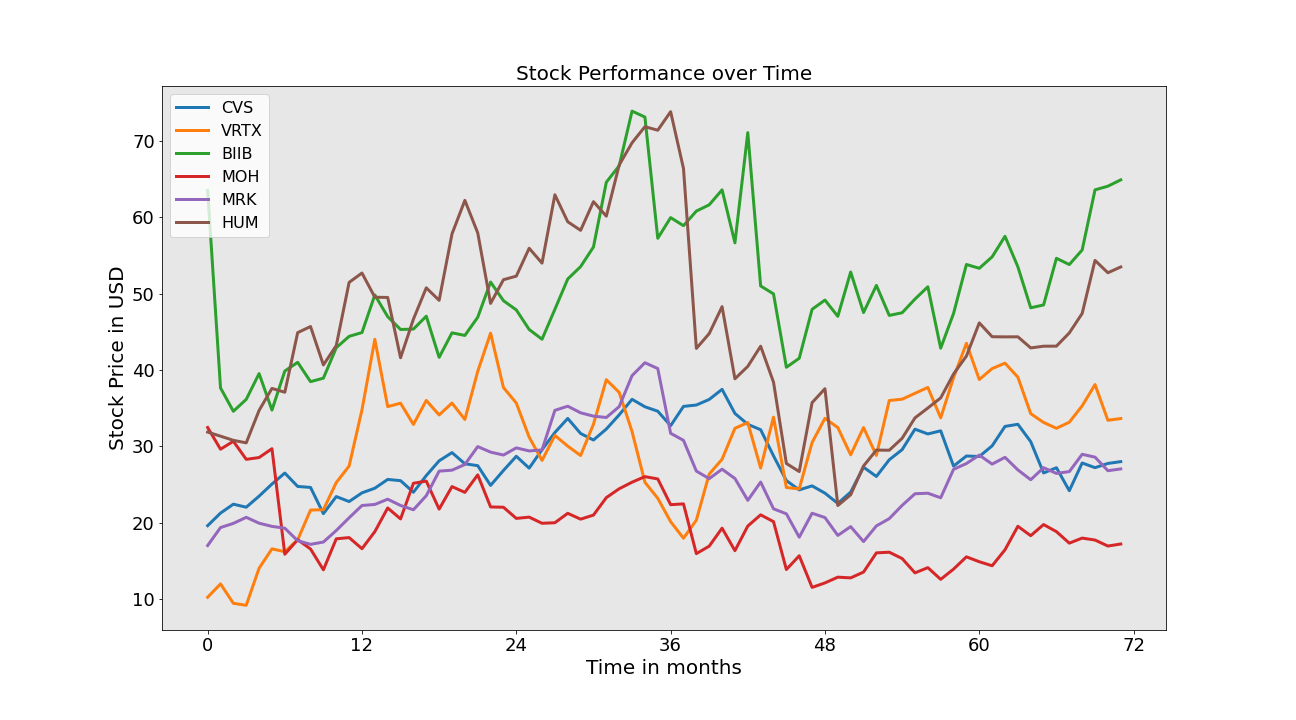 Stock Performance over Time
CVS
VRTX
BIIB
MOH
MRK
HUM
Stock Price in USD
70
60
50
40
30
20
10
0 12 24 36 48 60 72
Time in months